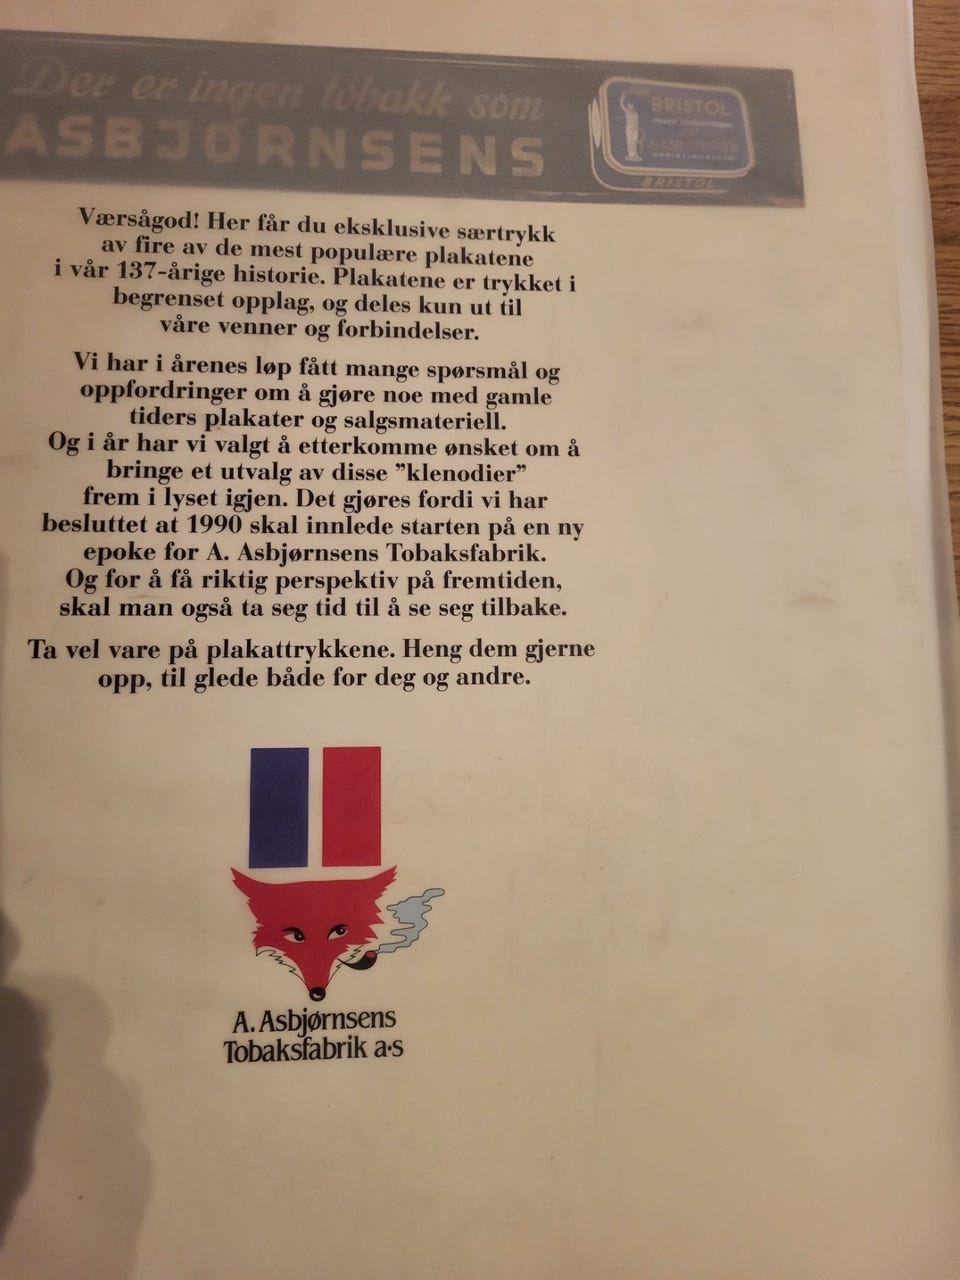 Der er ingen tobakk som
ASBJØRNSENS
BRISTOL
BRISTOL
Værsågod! Her får du eksklusive særtrykk
av fire av de mest populære plakatene
i vår 137-årige historie. Plakatene er trykket i
begrenset opplag, og deles kun ut til
våre venner og forbindelser.
Vi har i årenes løp fått mange spørsmål og
oppfordringer om å gjøre noe med gamle
tiders plakater og salgsmateriell.
Og i år har vi valgt å etterkomme ønsket om å
bringe et utvalg av disse ”klenodier”
frem i lyset igjen. Det gjøres fordi vi har
besluttet at 1990 skal innlede starten på en ny
epoke for A. Asbjørnsens Tobaksfabrik.
Og for å få riktig perspektiv på fremtiden,
skal man også ta seg tid til å se seg tilbake.
Ta vel vare på plakattrykkene. Heng dem gjerne
opp, til glede både for deg og andre.
A. Asbjørnsens
Tobaksfabrik a·s